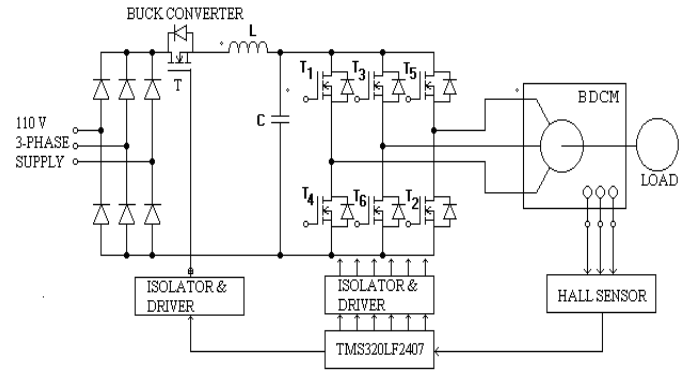 BUCK CONVERTER
L
T
C
T1
T3
T5
T4
T6
T2
110 V
3-PHASE
SUPPLY
BDCM
LOAD
ISOLATOR &
DRIVER
ISOLATOR &
DRIVER
HALL SENSOR
TMS320LF2407